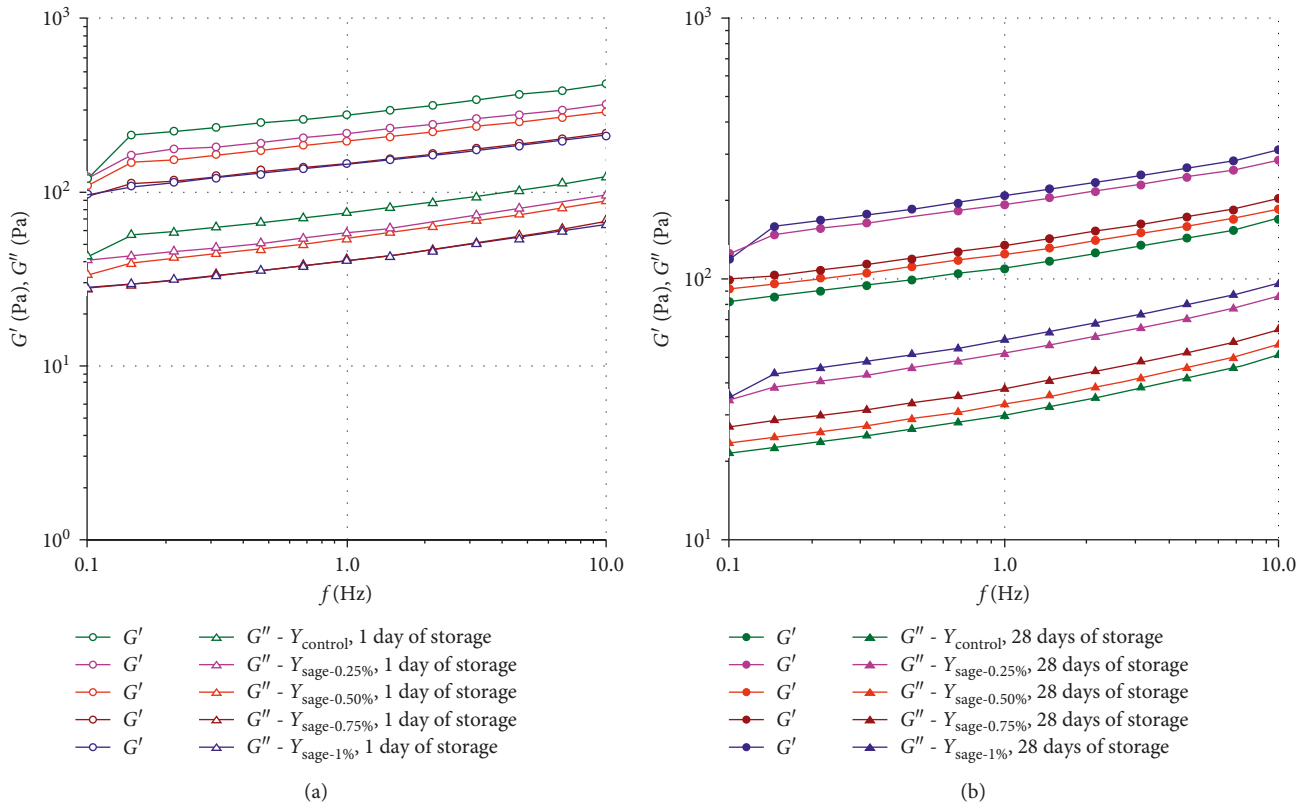 10³
10²
10¹
10⁰
G′ (Pa), G″ (Pa)
0.1 1.0 10.0
f (Hz)
G′ G″ - Y_control, 1 day of storage
G′ G″ - Y_sage-0.25%, 1 day of storage
G′ G″ - Y_sage-0.50%, 1 day of storage
G′ G″ - Y_sage-0.75%, 1 day of storage
G′ G″ - Y_sage-1%, 1 day of storage
(a)
10³
10²
10¹
G′ (Pa), G″ (Pa)
0.1 1.0 10.0
f (Hz)
G′ G″ - Y_control, 28 days of storage
G′ G″ - Y_sage-0.25%, 28 days of storage
G′ G″ - Y_sage-0.50%, 28 days of storage
G′ G″ - Y_sage-0.75%, 28 days of storage
G′ G″ - Y_sage-1%, 28 days of storage
(b)